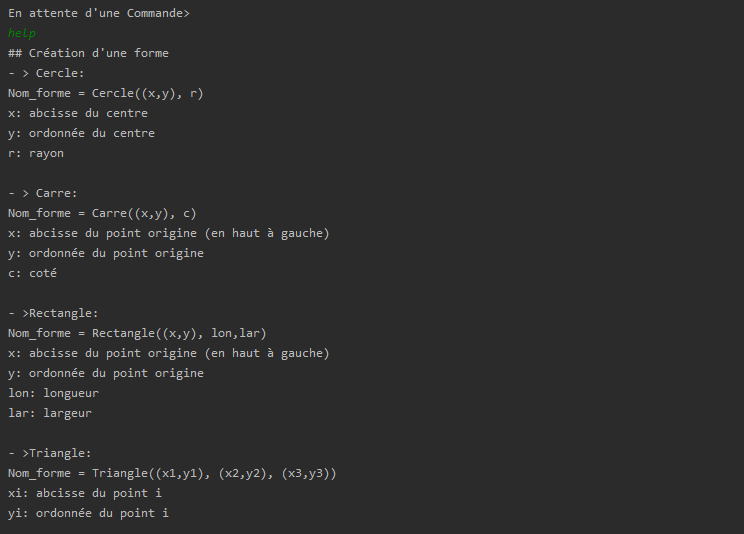 En attente d'une Commande>
help
## Création d'une forme
- > Cercle:
Nom_forme = Cercle((x,y), r)
x: abcisse du centre
y: ordonnée du centre
r: rayon
- > Carre:
Nom_forme = Carre((x,y), c)
x: abcisse du point origine (en haut à gauche)
y: ordonnée du point origine
c: coté
- >Rectangle:
Nom_forme = Rectangle((x,y), lon,lar)
x: abcisse du point origine (en haut à gauche)
y: ordonnée du point origine
lon: longueur
lar: largeur
- >Triangle:
Nom_forme = Triangle((x1,y1), (x2,y2), (x3,y3))
xi: abcisse du point i
yi: ordonnée du point i